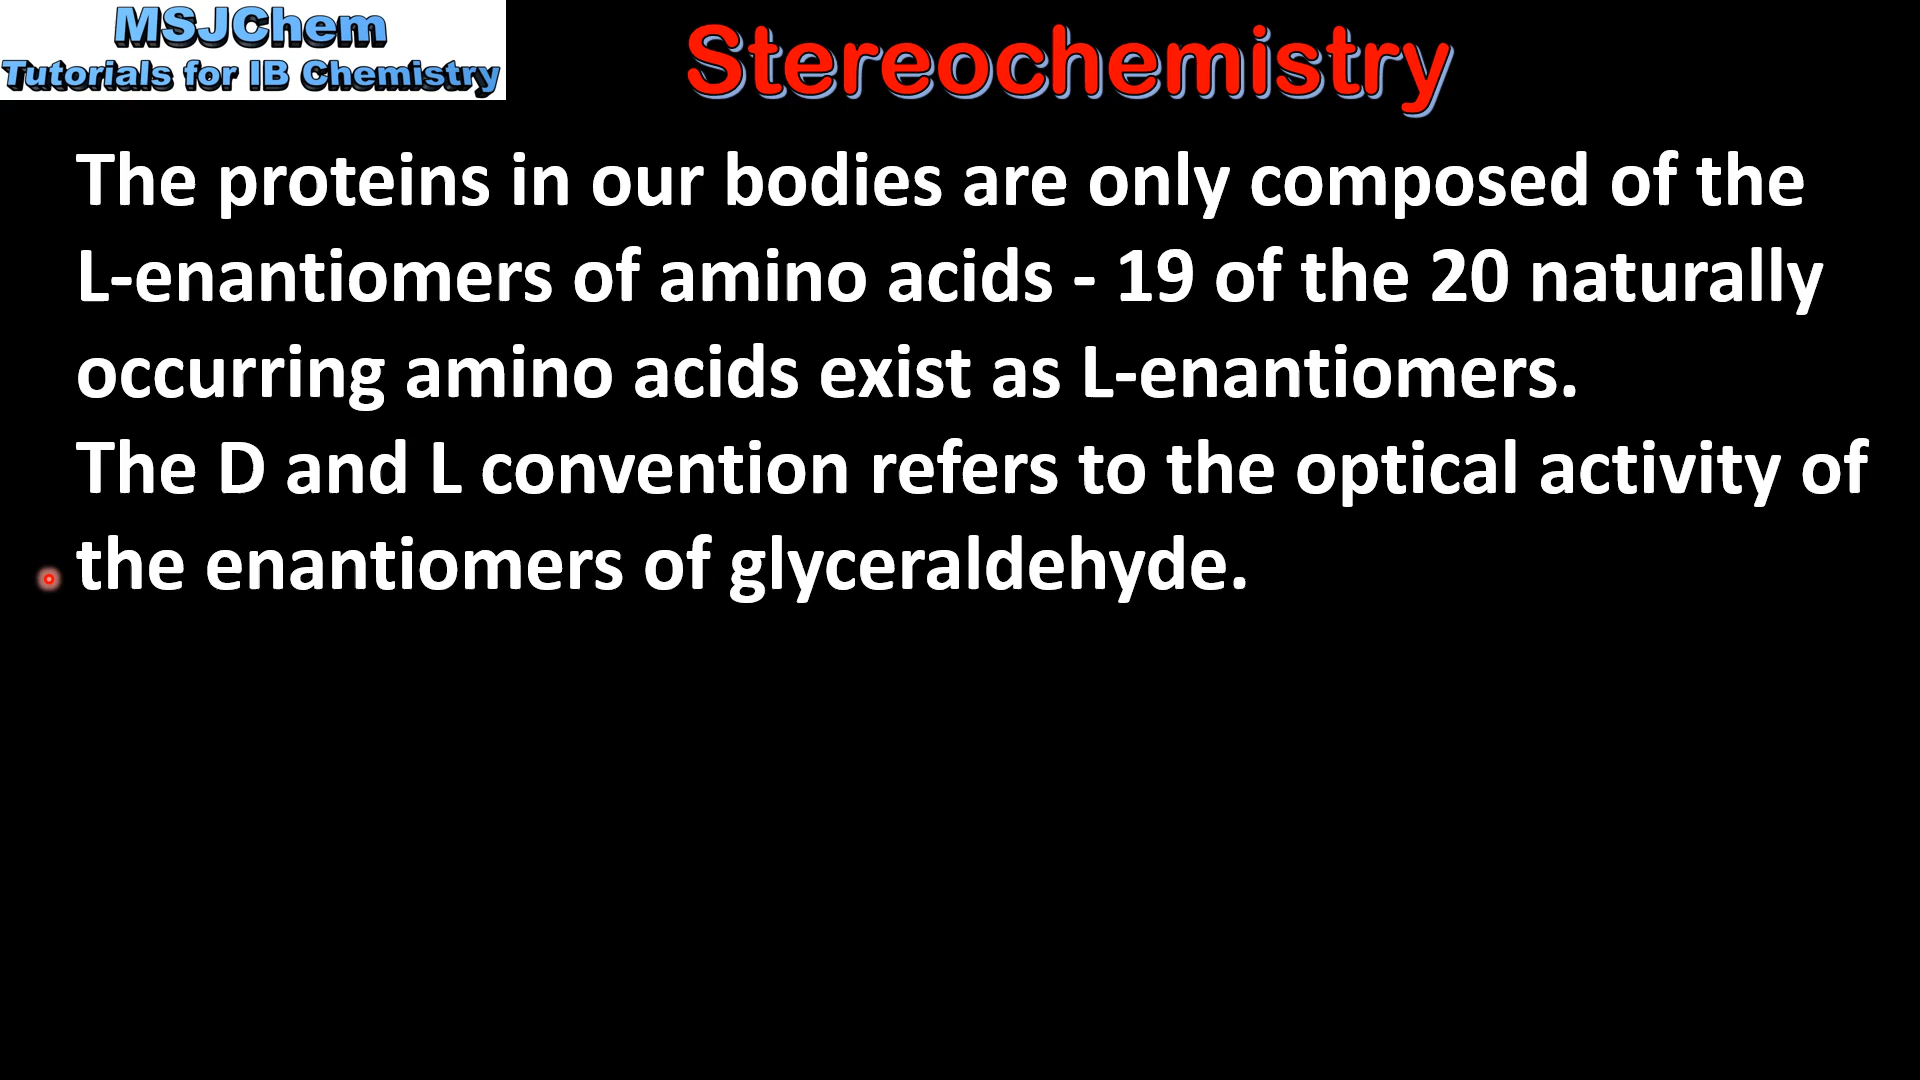 MSJChem
Tutorials for IB Chemistry
Stereochemistry
The proteins in our bodies are only composed of the
L-enantiomers of amino acids - 19 of the 20 naturally
occurring amino acids exist as L-enantiomers.
The D and L convention refers to the optical activity of
the enantiomers of glyceraldehyde.